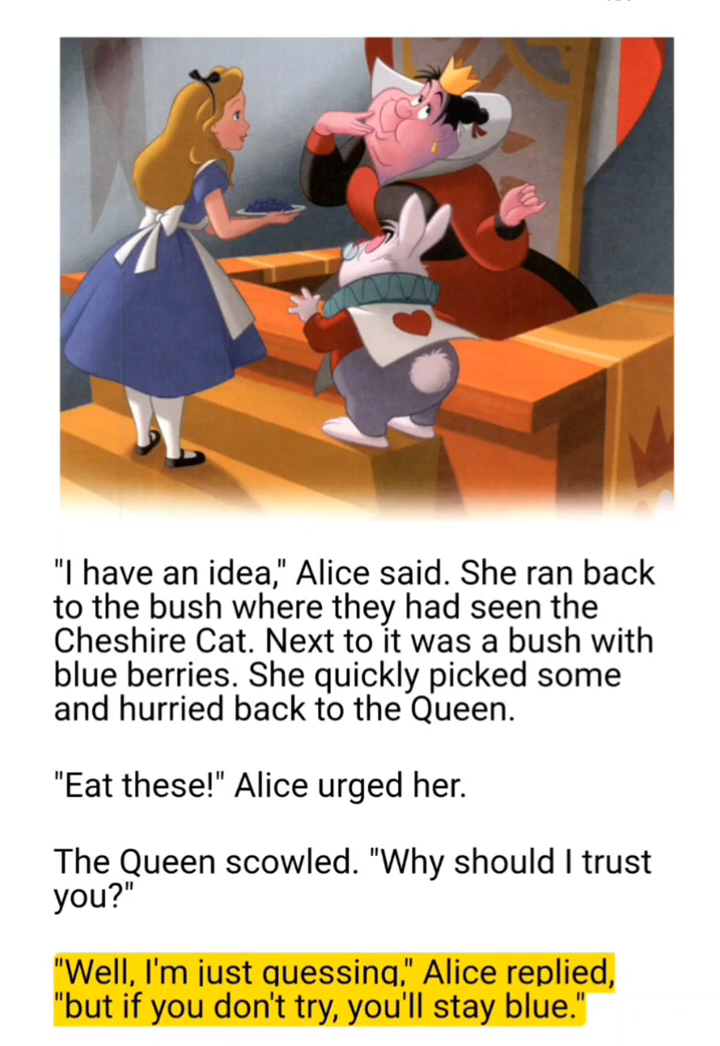 "I have an idea," Alice said. She ran back
to the bush where they had seen the
Cheshire Cat. Next to it was a bush with
blue berries. She quickly picked some
and hurried back to the Queen.
"Eat these!" Alice urged her.
The Queen scowled. "Why should I trust
you?"
"Well, I'm just guessing," Alice replied,
"but if you don't try, you'll stay blue."